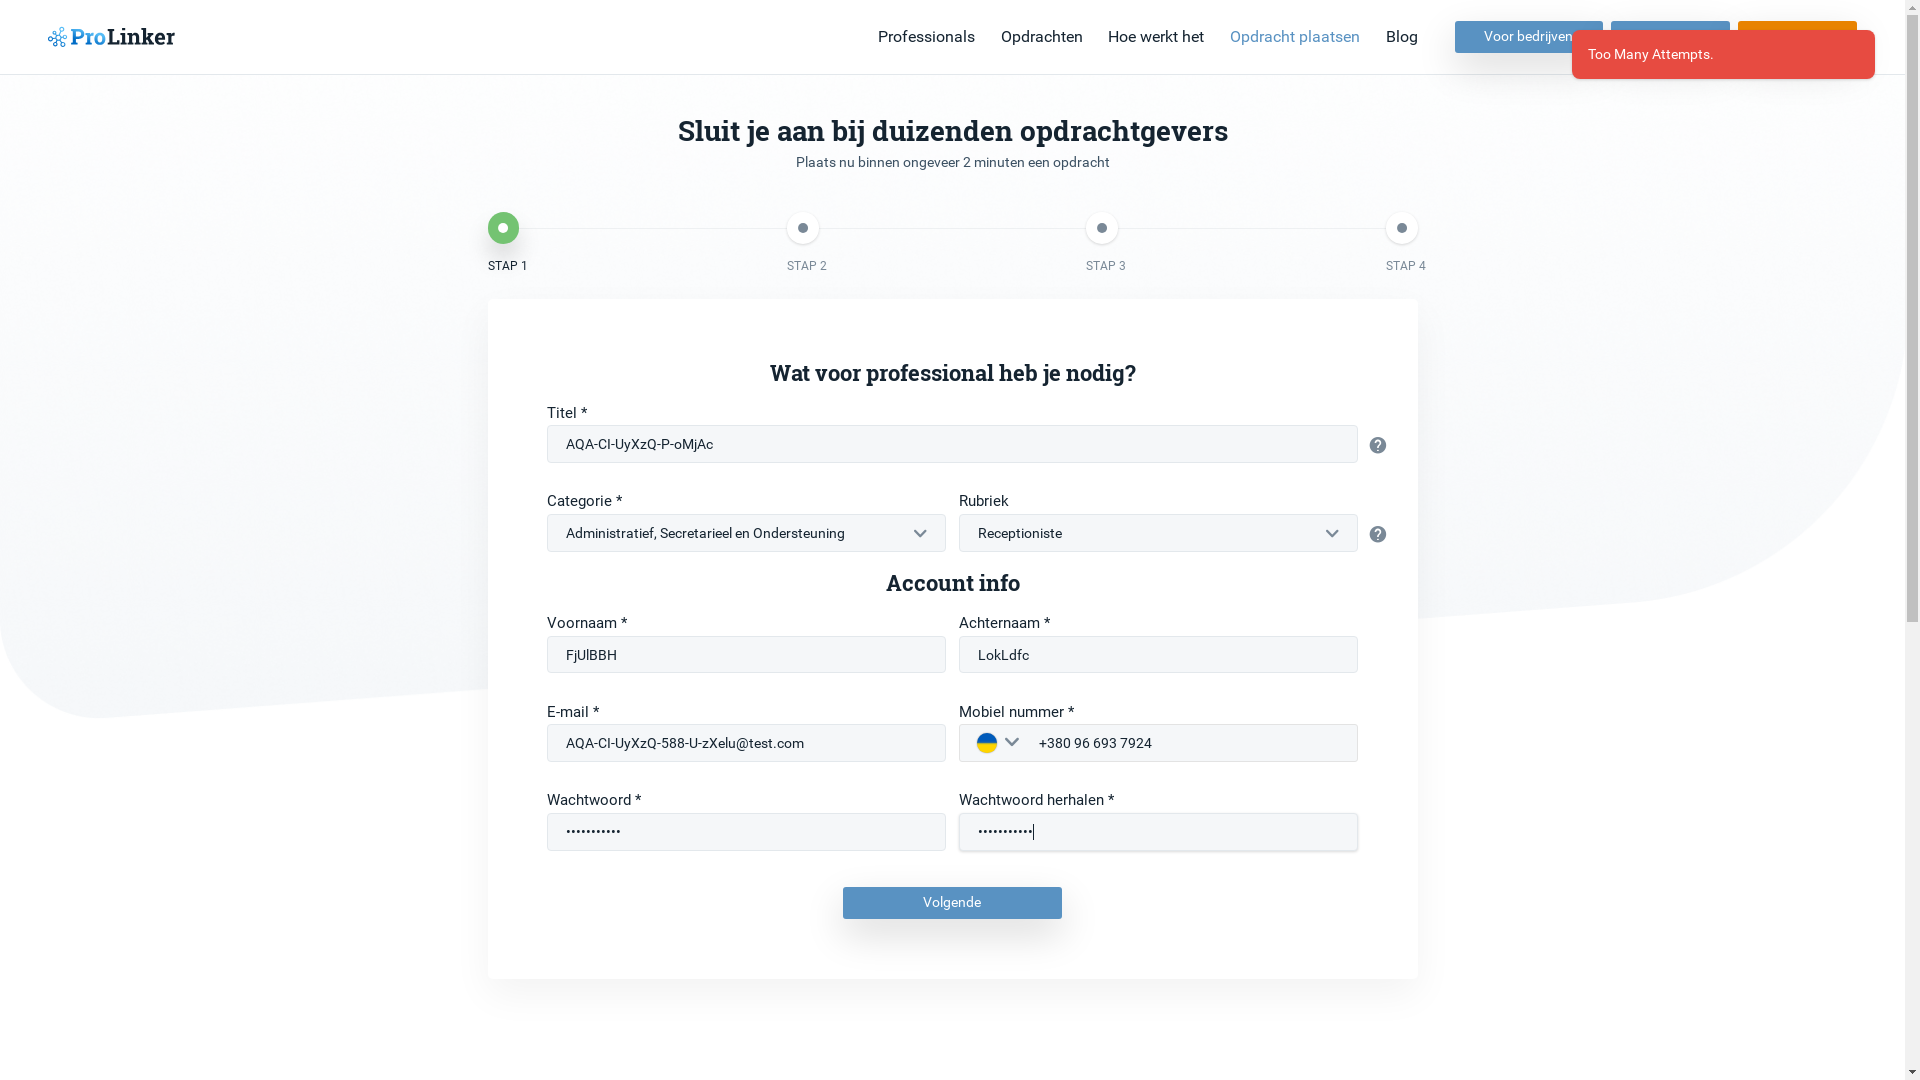 ProLinker
Professionals Opdrachten Hoe werkt het Opdracht plaatsen Blog Voor bedrijven
Too Many Attempts.
Sluit je aan bij duizenden opdrachtgevers
Plaats nu binnen ongeveer 2 minuten een opdracht
STAP 1 STAP 2 STAP 3 STAP 4
Wat voor professional heb je nodig?
Titel *
AQA-CI-UyXzQ-P-oMjAc
Categorie * Rubriek
Administratief, Secretarieel en Ondersteuning Receptioniste
Account info
Voornaam * Achternaam *
FjUlBBH LokLdfc
E-mail * Mobiel nummer *
AQA-CI-UyXzQ-588-U-zXelu@test.com +380 96 693 7924
Wachtwoord * Wachtwoord herhalen *
••••••••••• •••••••••••
Volgende